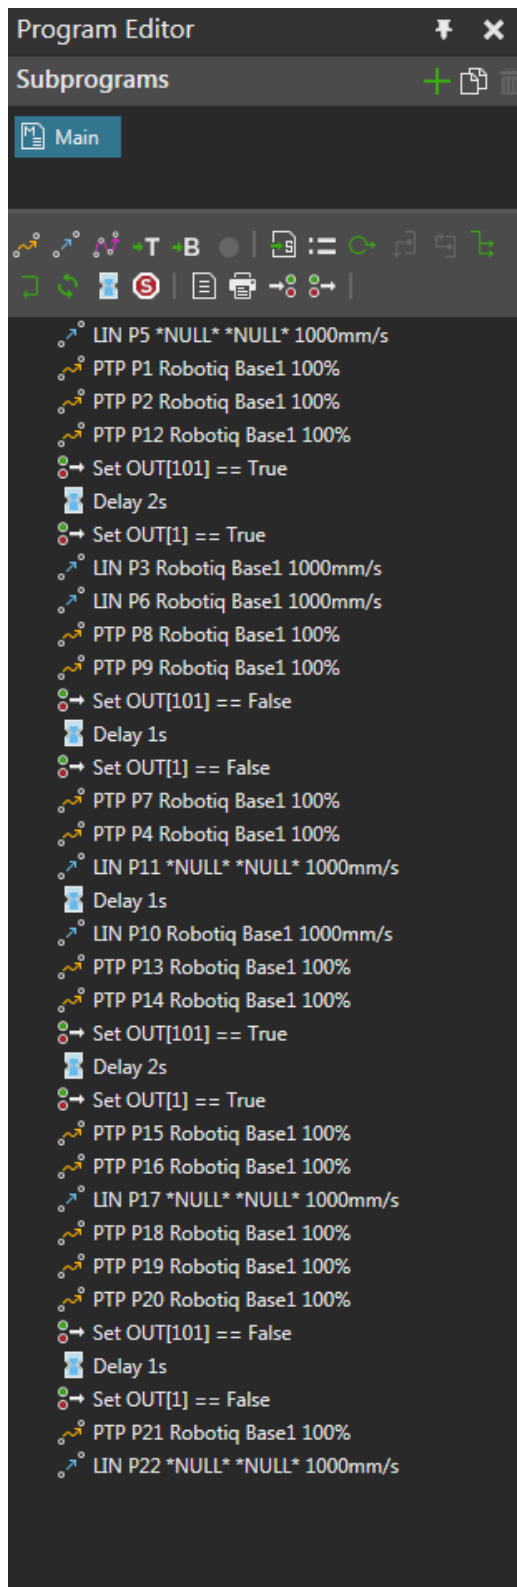 Program Editor
Subprograms
Main
T B S
S
LIN P5 *NULL* *NULL* 1000mm/s
PTP P1 Robotiq Base1 100%
PTP P2 Robotiq Base1 100%
PTP P12 Robotiq Base1 100%
Set OUT[101] == True
Delay 2s
Set OUT[1] == True
LIN P3 Robotiq Base1 1000mm/s
LIN P6 Robotiq Base1 1000mm/s
PTP P8 Robotiq Base1 100%
PTP P9 Robotiq Base1 100%
Set OUT[101] == False
Delay 1s
Set OUT[1] == False
PTP P7 Robotiq Base1 100%
PTP P4 Robotiq Base1 100%
LIN P11 *NULL* *NULL* 1000mm/s
Delay 1s
LIN P10 Robotiq Base1 1000mm/s
PTP P13 Robotiq Base1 100%
PTP P14 Robotiq Base1 100%
Set OUT[101] == True
Delay 2s
Set OUT[1] == True
PTP P15 Robotiq Base1 100%
PTP P16 Robotiq Base1 100%
LIN P17 *NULL* *NULL* 1000mm/s
PTP P18 Robotiq Base1 100%
PTP P19 Robotiq Base1 100%
PTP P20 Robotiq Base1 100%
Set OUT[101] == False
Delay 1s
Set OUT[1] == False
PTP P21 Robotiq Base1 100%
LIN P22 *NULL* *NULL* 1000mm/s